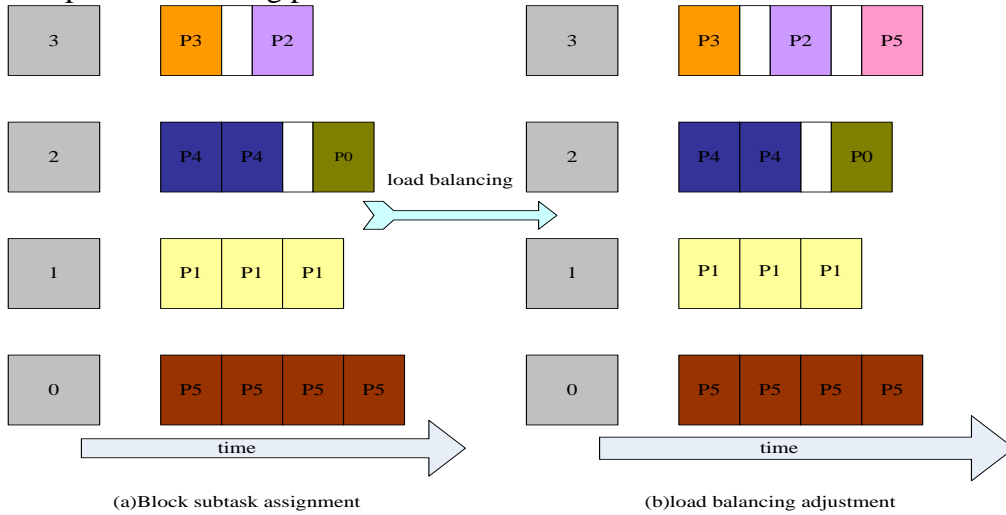 3 P3 P2
2 P4 P4 P0
1 P1 P1 P1
0 P5 P5 P5 P5
time
(a)Block subtask assignment
load balancing
3 P3 P2 P5
2 P4 P4 P0
1 P1 P1 P1
0 P5 P5 P5 P5
time
(b)load balancing adjustment